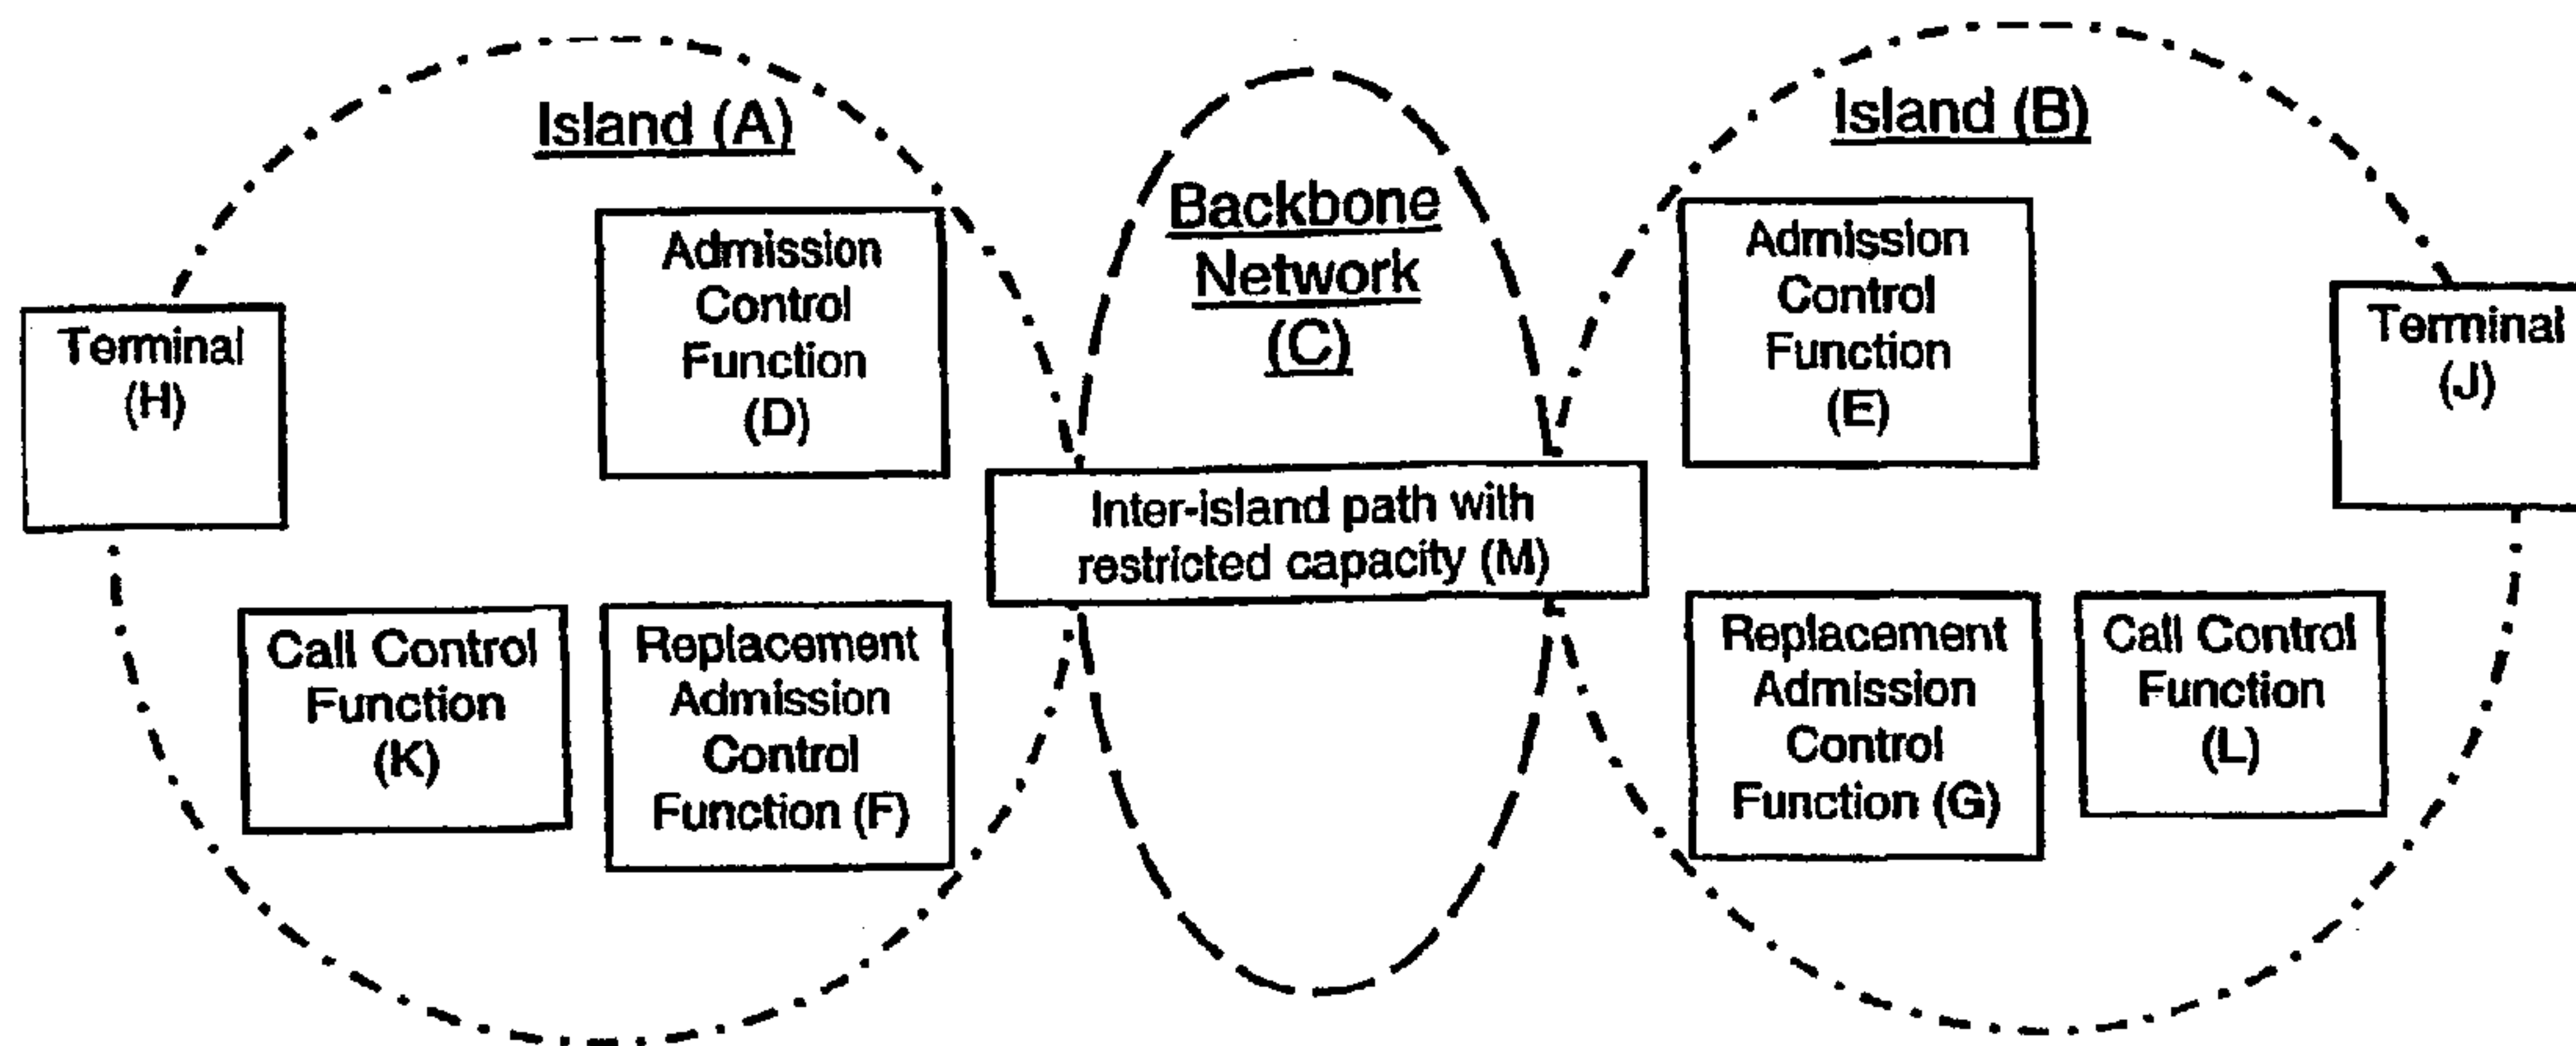 Island (A)
Island (B)
Backbone
Network
(C)
Admission
Control
Function
(D)
Admission
Control
Function
(E)
Terminal
(H)
Terminal
(J)
Inter-island path with
restricted capacity (M)
Call Control
Function
(K)
Replacement
Admission
Control
Function (F)
Replacement
Admission
Control
Function (G)
Call Control
Function
(L)